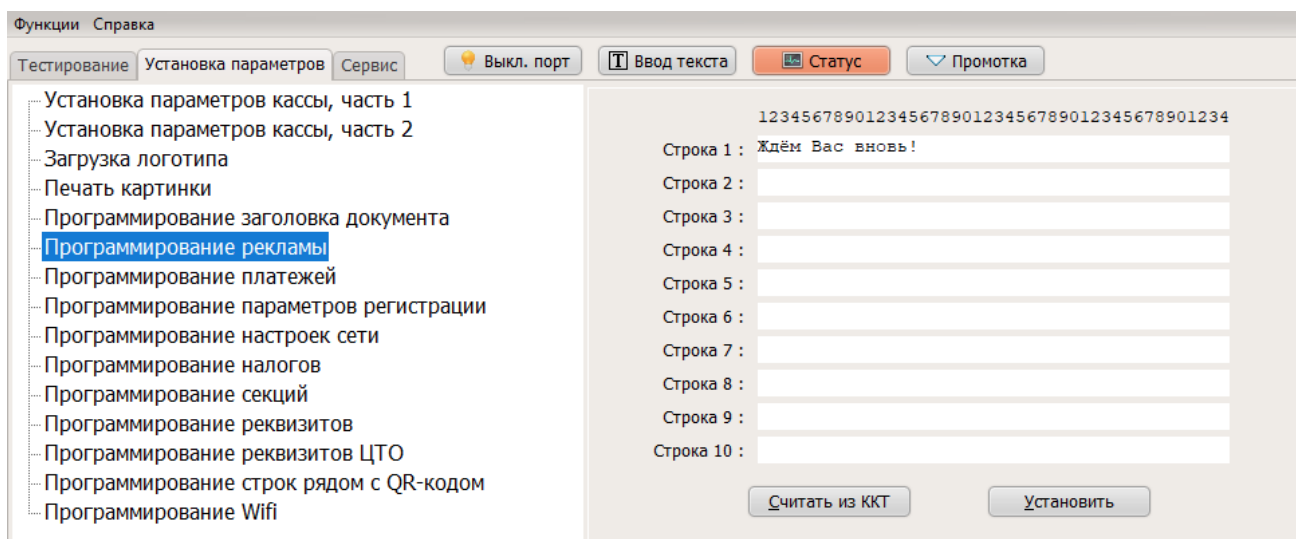 Функции Справка
Тестирование Установка параметров Сервис Выкл. порт Ввод текста Статус Промотка
Установка параметров кассы, часть 1
Установка параметров кассы, часть 2
Загрузка логотипа
Печать картинки
Программирование заголовка документа
Программирование рекламы
Программирование платежей
Программирование параметров регистрации
Программирование настроек сети
Программирование налогов
Программирование секций
Программирование реквизитов
Программирование реквизитов ЦТО
Программирование строк рядом с QR-кодом
Программирование Wifi
12345678901234567890123456789012345678901234
Строка 1 : Ждём Вас вновь!
Строка 2 :
Строка 3 :
Строка 4 :
Строка 5 :
Строка 6 :
Строка 7 :
Строка 8 :
Строка 9 :
Строка 10 :
Считать из ККТ Установить